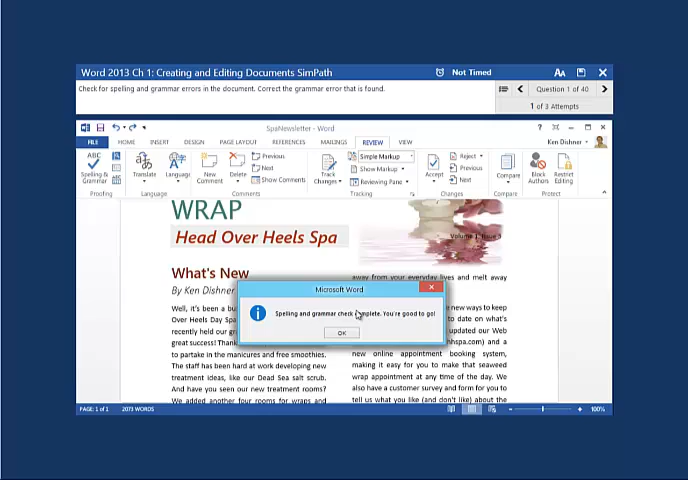 Word 2013 Ch 1: Creating and Editing Documents SimPath
Not Timed
AA
Check for spelling and grammar errors in the document. Correct the grammar error that is found.
Question 1 of 40
1 of 3 Attempts
SpaNewsletter - Word
FILE HOME INSERT DESIGN PAGE LAYOUT REFERENCES MAILINGS REVIEW VIEW
Ken Dishner
ABC
Spelling & Grammar
Proofing
Translate
Language
Language
New Comment
Delete
Previous
Next
Show Comments
Comments
Track Changes
Simple Markup
Show Markup
Reviewing Pane
Tracking
Accept
Reject
Previous
Next
Changes
Compare
Compare
Block Authors
Restrict Editing
Protect
WRAP
Head Over Heels Spa
Volume 1, Issue 3
What's New
By Ken Dishner
Well, it's been a bu
Over Heels Day Spa
recently held our gr
great success! Thank
to partake in the manicures and free smoothies.
The staff has been hard at work developing new
treatment ideas, like our Dead Sea salt scrub.
And have you seen our new treatment rooms?
We added another four rooms for wraps and
away from your everyday lives and melt away
new ways to keep
to date on what's
updated our Web
nhspa.com) and a
new online appointment booking system,
making it easy for you to make that seaweed
wrap appointment at any time of the day. We
also have a customer survey and form for you to
tell us what you like (and don't like) about the
Microsoft Word
Spelling and grammar check complete. You're good to go!
OK
PAGE: 1 of 1 2073 WORDS
100%